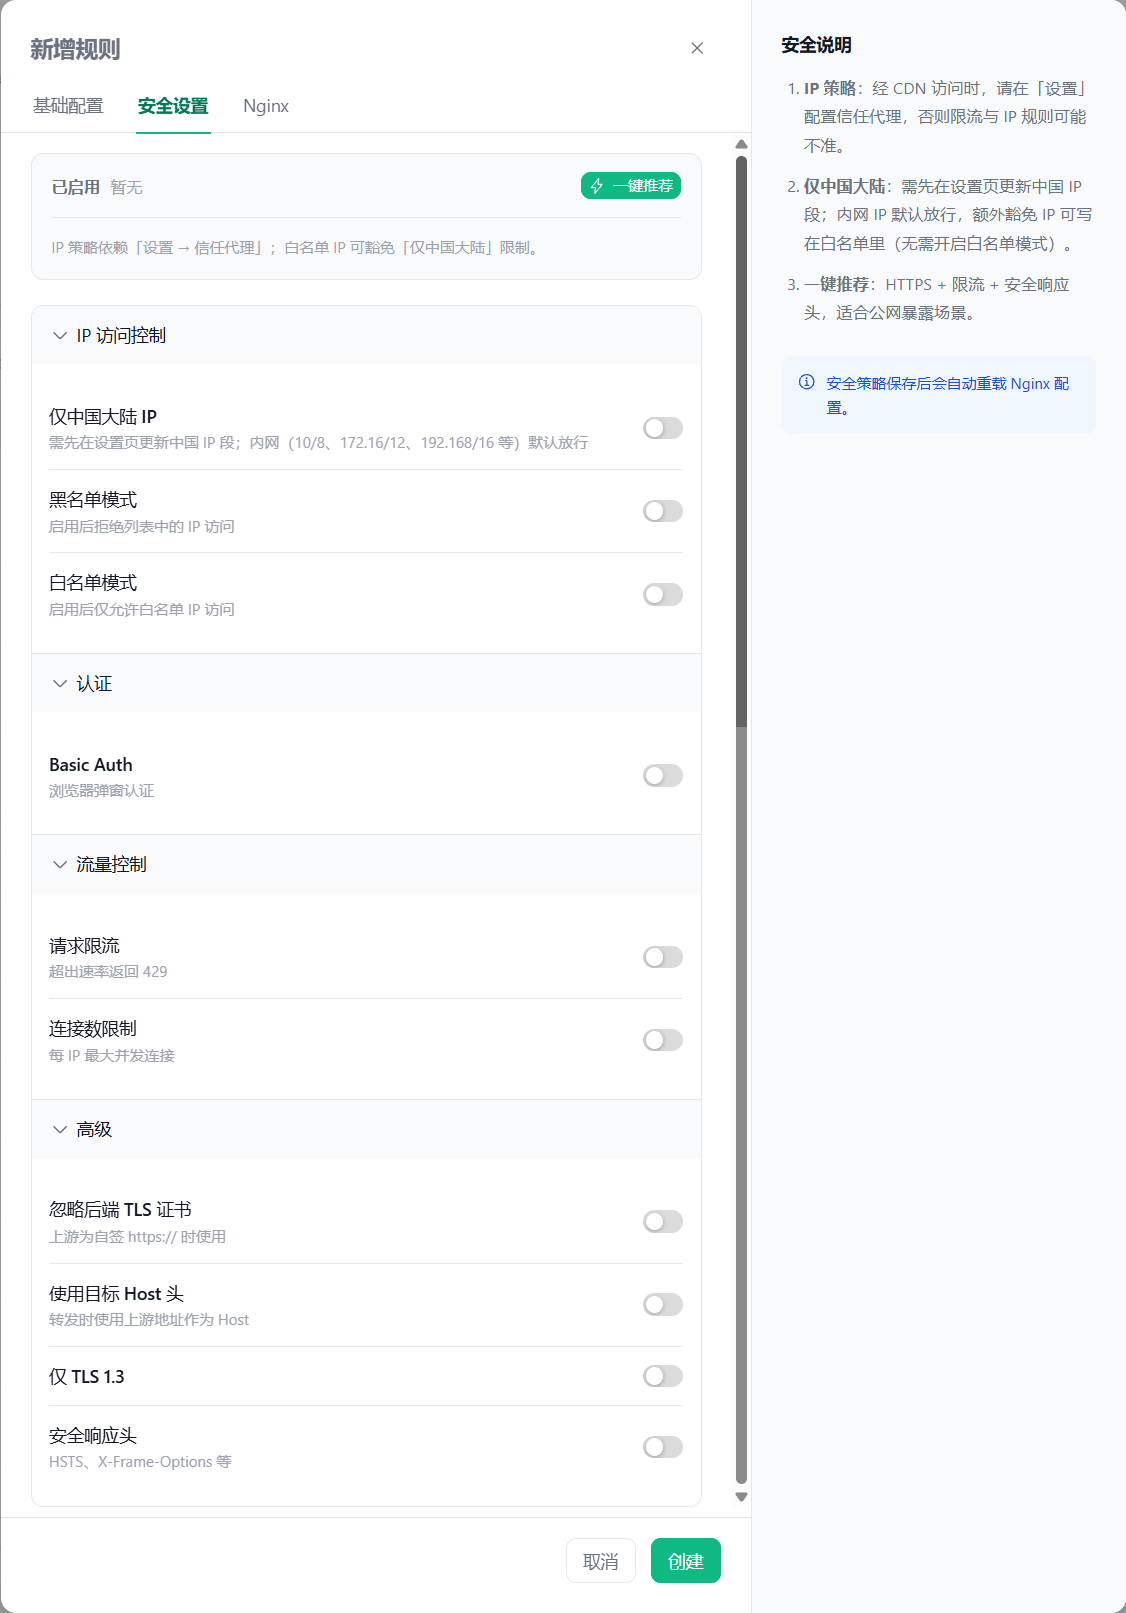 新增规则
基础配置 安全设置 Nginx
已启用 暂无
一键推荐
IP 策略依赖「设置 → 信任代理」；白名单 IP 可豁免「仅中国大陆」限制。
IP 访问控制
仅中国大陆 IP
需先在设置页更新中国 IP 段；内网（10/8、172.16/12、192.168/16 等）默认放行
黑名单模式
启用后拒绝列表中的 IP 访问
白名单模式
启用后仅允许白名单 IP 访问
认证
Basic Auth
浏览器弹窗认证
流量控制
请求限流
超出速率返回 429
连接数限制
每 IP 最大并发连接
高级
忽略后端 TLS 证书
上游为自签 https:// 时使用
使用目标 Host 头
转发时使用上游地址作为 Host
仅 TLS 1.3
安全响应头
HSTS、X-Frame-Options 等
取消
创建
安全说明
1. IP 策略：经 CDN 访问时，请在「设置」
配置信任代理，否则限流与 IP 规则可能
不准。
2. 仅中国大陆：需先在设置页更新中国 IP
段；内网 IP 默认放行，额外豁免 IP 可写
在白名单里（无需开启白名单模式）。
3. 一键推荐：HTTPS + 限流 + 安全响应
头，适合公网暴露场景。
安全策略保存后会自动重载 Nginx 配
置。